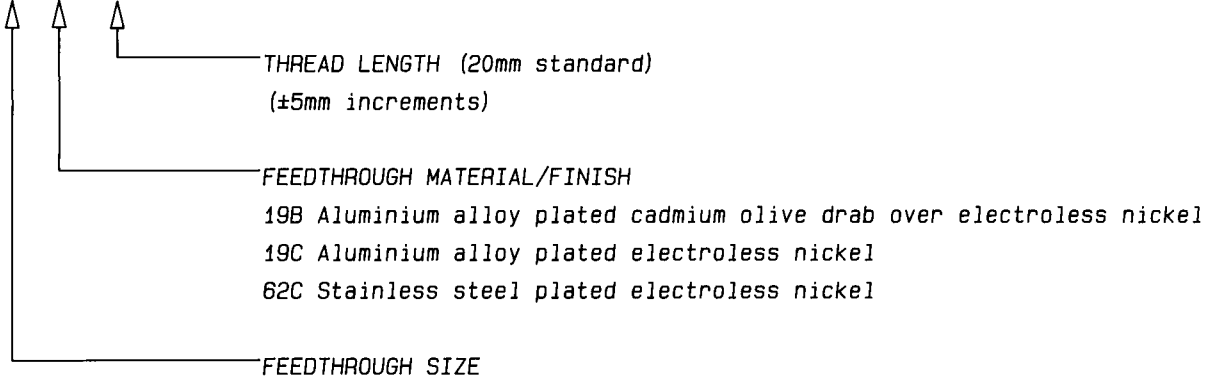 THREAD LENGTH (20mm standard)
(±5mm increments)
FEEDTHROUGH MATERIAL/FINISH
19B Aluminium alloy plated cadmium olive drab over electroless nickel
19C Aluminium alloy plated electroless nickel
62C Stainless steel plated electroless nickel
FEEDTHROUGH SIZE